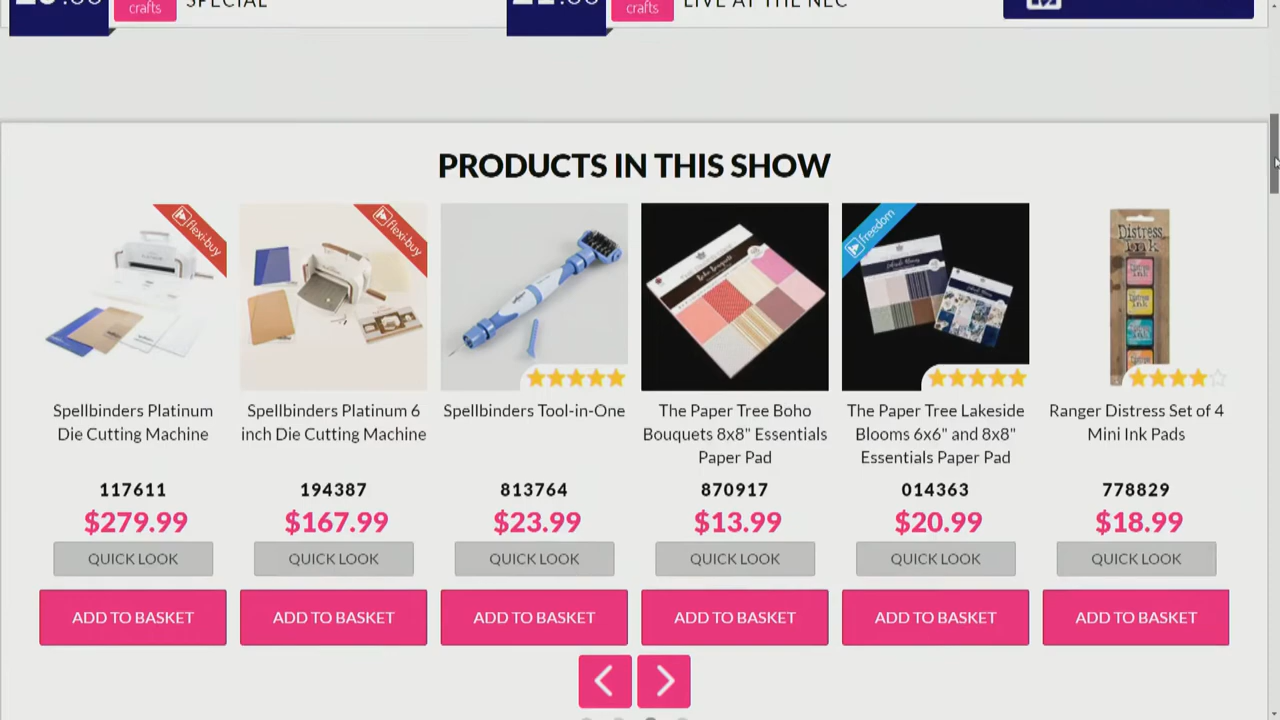 crafts
SPECIAL
crafts
LIVE AT THE NEC
PRODUCTS IN THIS SHOW
flexi-buy
flexi-buy
freedom
Boho Bouquets
Distress
Ink
Spellbinders Platinum
Die Cutting Machine
117611
$279.99
QUICK LOOK
ADD TO BASKET
Spellbinders Platinum 6
inch Die Cutting Machine
194387
$167.99
QUICK LOOK
ADD TO BASKET
Spellbinders Tool-in-One
813764
$23.99
QUICK LOOK
ADD TO BASKET
The Paper Tree Boho
Bouquets 8x8" Essentials
Paper Pad
870917
$13.99
QUICK LOOK
ADD TO BASKET
The Paper Tree Lakeside
Blooms 6x6" and 8x8"
Essentials Paper Pad
014363
$20.99
QUICK LOOK
ADD TO BASKET
Ranger Distress Set of 4
Mini Ink Pads
778829
$18.99
QUICK LOOK
ADD TO BASKET